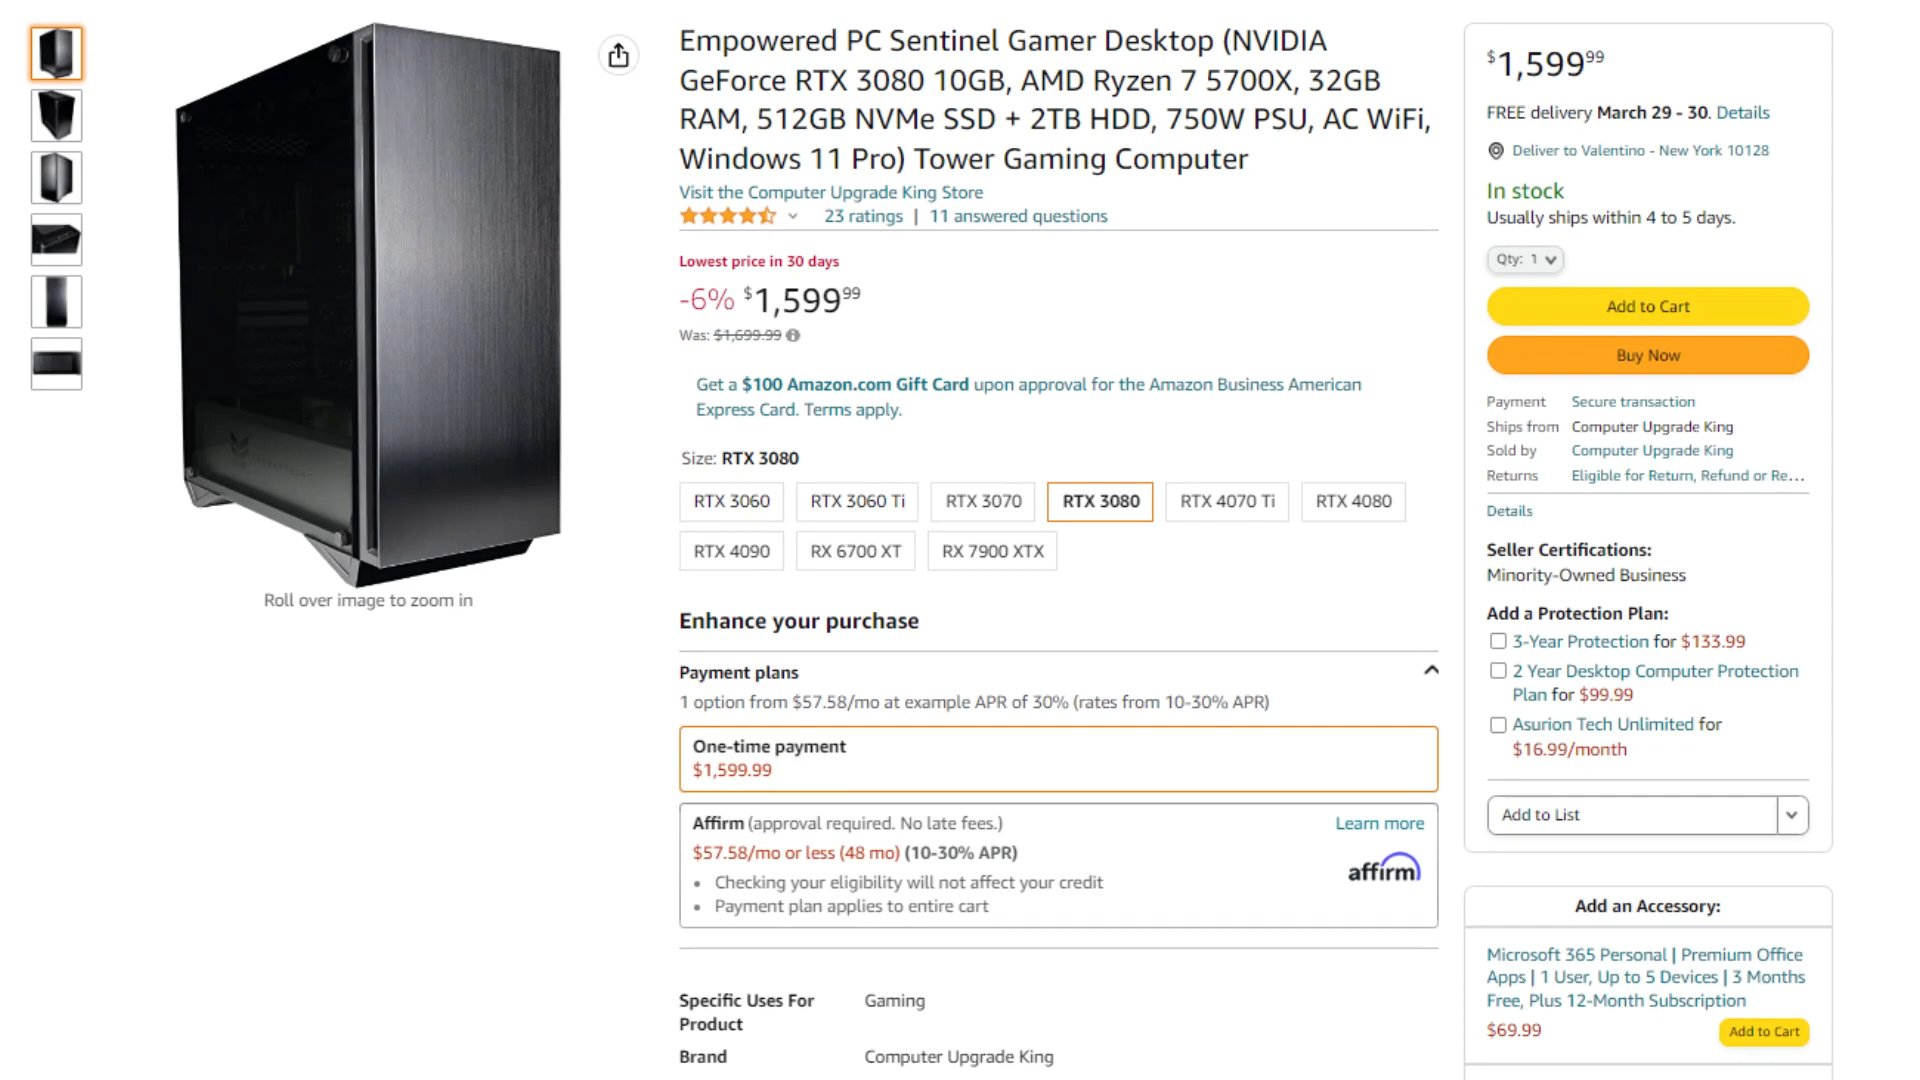 Empowered PC Sentinel Gamer Desktop (NVIDIA
GeForce RTX 3080 10GB, AMD Ryzen 7 5700X, 32GB
RAM, 512GB NVMe SSD + 2TB HDD, 750W PSU, AC WiFi,
Windows 11 Pro) Tower Gaming Computer
Visit the Computer Upgrade King Store
23 ratings | 11 answered questions
Lowest price in 30 days
-6% $1,599.99
Was: $1,699.99
Get a $100 Amazon.com Gift Card upon approval for the Amazon Business American
Express Card. Terms apply.
Size: RTX 3080
RTX 3060 RTX 3060 Ti RTX 3070 RTX 3080 RTX 4070 Ti RTX 4080
RTX 4090 RX 6700 XT RX 7900 XTX
Roll over image to zoom in
Enhance your purchase
Payment plans
1 option from $57.58/mo at example APR of 30% (rates from 10-30% APR)
One-time payment
$1,599.99
Affirm (approval required. No late fees.) Learn more
$57.58/mo or less (48 mo) (10-30% APR)
affirm
• Checking your eligibility will not affect your credit
• Payment plan applies to entire cart
Specific Uses For Gaming
Product
Brand Computer Upgrade King
$1,599.99
FREE delivery March 29 - 30. Details
Deliver to Valentino - New York 10128
In stock
Usually ships within 4 to 5 days.
Qty: 1
Add to Cart
Buy Now
Payment Secure transaction
Ships from Computer Upgrade King
Sold by Computer Upgrade King
Returns Eligible for Return, Refund or Re...
Details
Seller Certifications:
Minority-Owned Business
Add a Protection Plan:
3-Year Protection for $133.99
2 Year Desktop Computer Protection
Plan for $99.99
Asurion Tech Unlimited for
$16.99/month
Add to List
Add an Accessory:
Microsoft 365 Personal | Premium Office
Apps | 1 User, Up to 5 Devices | 3 Months
Free, Plus 12-Month Subscription
$69.99 Add to Cart